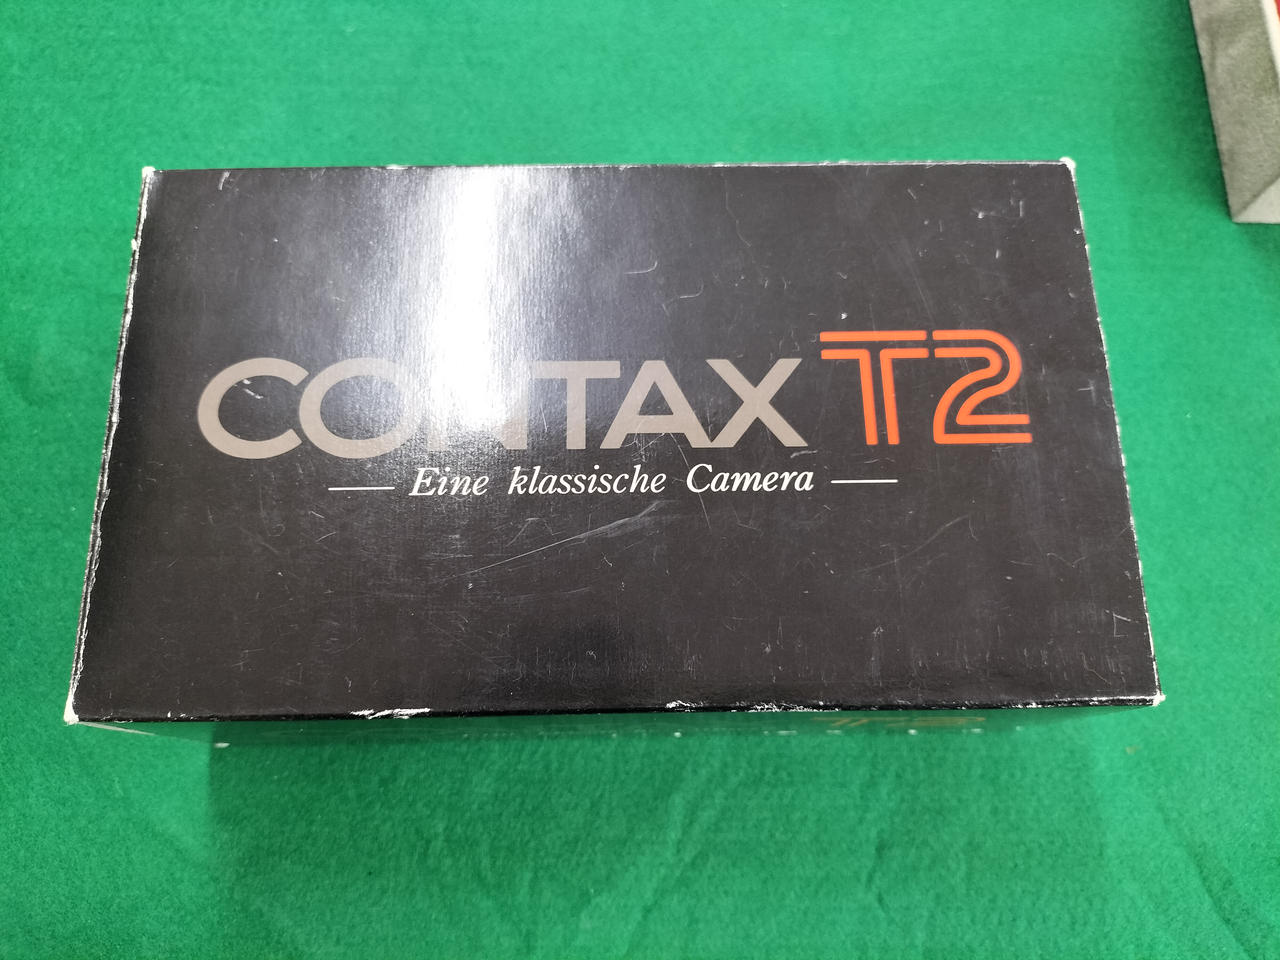 CONTAX T2
Eine klassische Camera